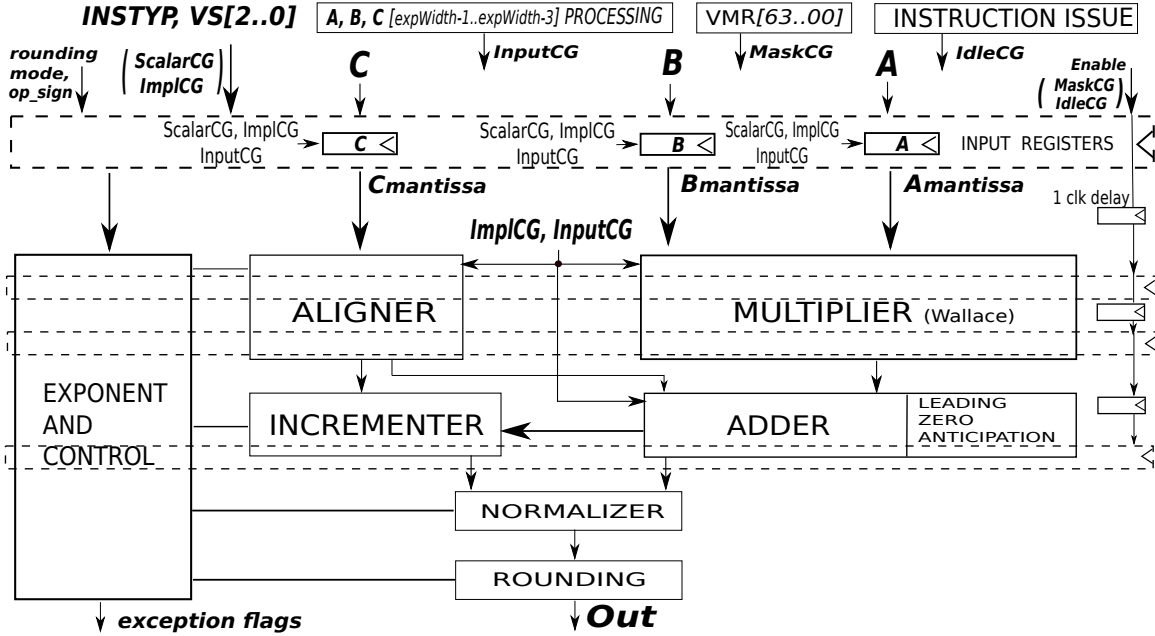 INSTYP, VS[2..0]
A, B, C [expWidth-1..expWidth-3] PROCESSING
VMR[63..00]
INSTRUCTION ISSUE
rounding
mode,
op_sign
(ScalarCG
ImplCG)
C
InputCG
B
MaskCG
A
IdleCG
Enable
(MaskCG
IdleCG)
ScalarCG, ImplCG
InputCG
C
ScalarCG, ImplCG
InputCG
B
ScalarCG, ImplCG
InputCG
A
INPUT REGISTERS
Cmantissa
Bmantissa
Amantissa
1 clk delay
ImplCG, InputCG
ALIGNER
MULTIPLIER (Wallace)
EXPONENT
AND
CONTROL
INCREMENTER
ADDER
LEADING
ZERO
ANTICIPATION
NORMALIZER
ROUNDING
exception flags
Out